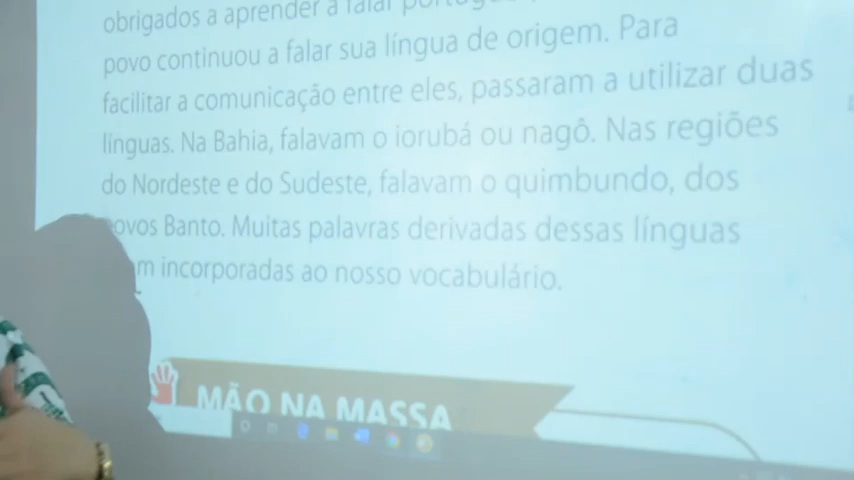 obrigados a aprender a falar
povo continuou a falar sua língua de origem. Para
facilitar a comunicação entre eles, passaram a utilizar duas
línguas. Na Bahia, falavam o iorubá ou nagô. Nas regiões
do Nordeste e do Sudeste, falavam o quimbundo, dos
ovos Banto. Muitas palavras derivadas dessas línguas
m incorporadas ao nosso vocabulário.
MÃO NA MASSA